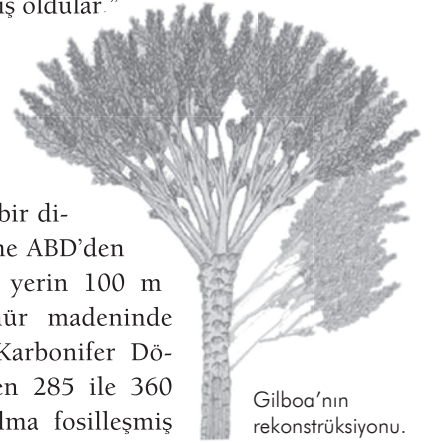 ış oldular.”
bir di-
ne ABD’den
yerin 100 m
nür madeninde
Karbonifer Dö-
en 285 ile 360
lma fosilleşmiş
Gilboa’nın
rekonstrüksiyonu.